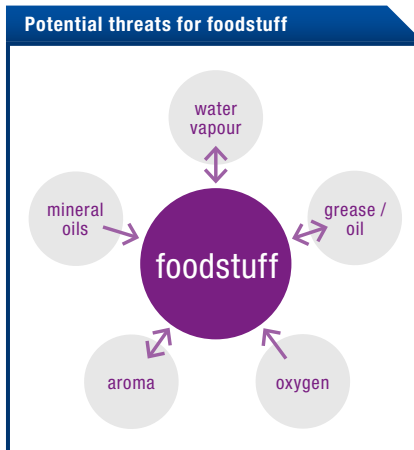 Potential threats for foodstuff
water
vapour
mineral
oils
grease /
oil
foodstuff
aroma
oxygen